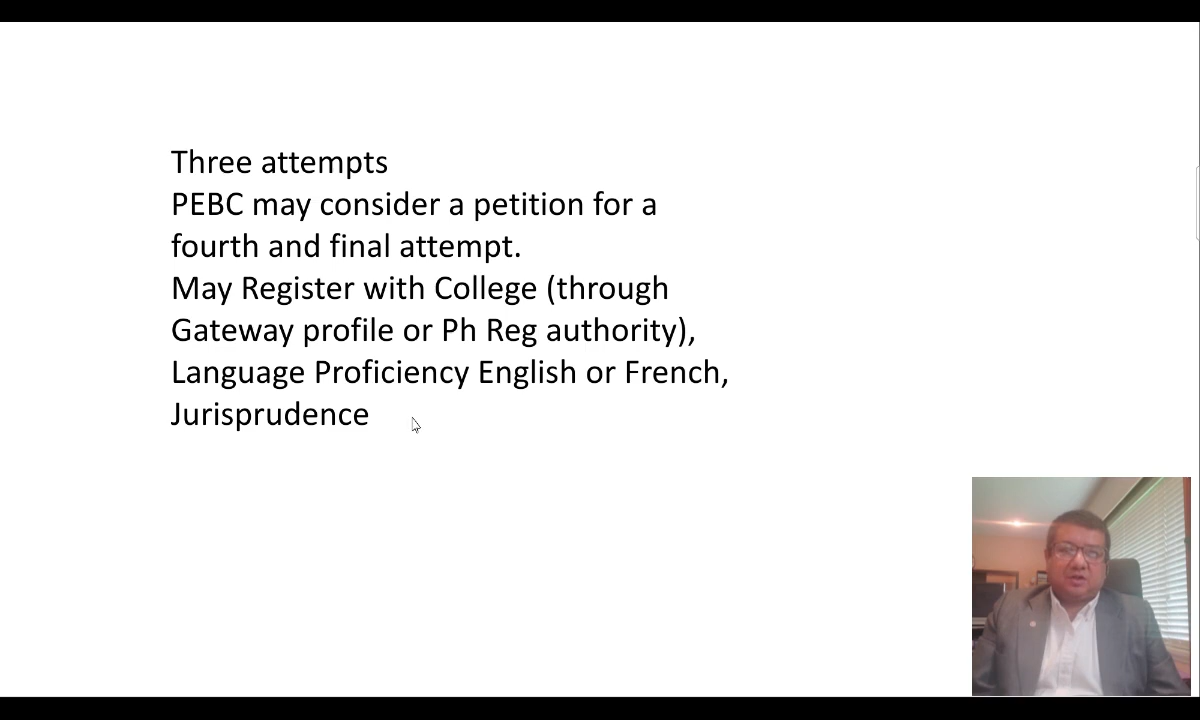 Three attempts
PEBC may consider a petition for a
fourth and final attempt.
May Register with College (through
Gateway profile or Ph Reg authority),
Language Proficiency English or French,
Jurisprudence